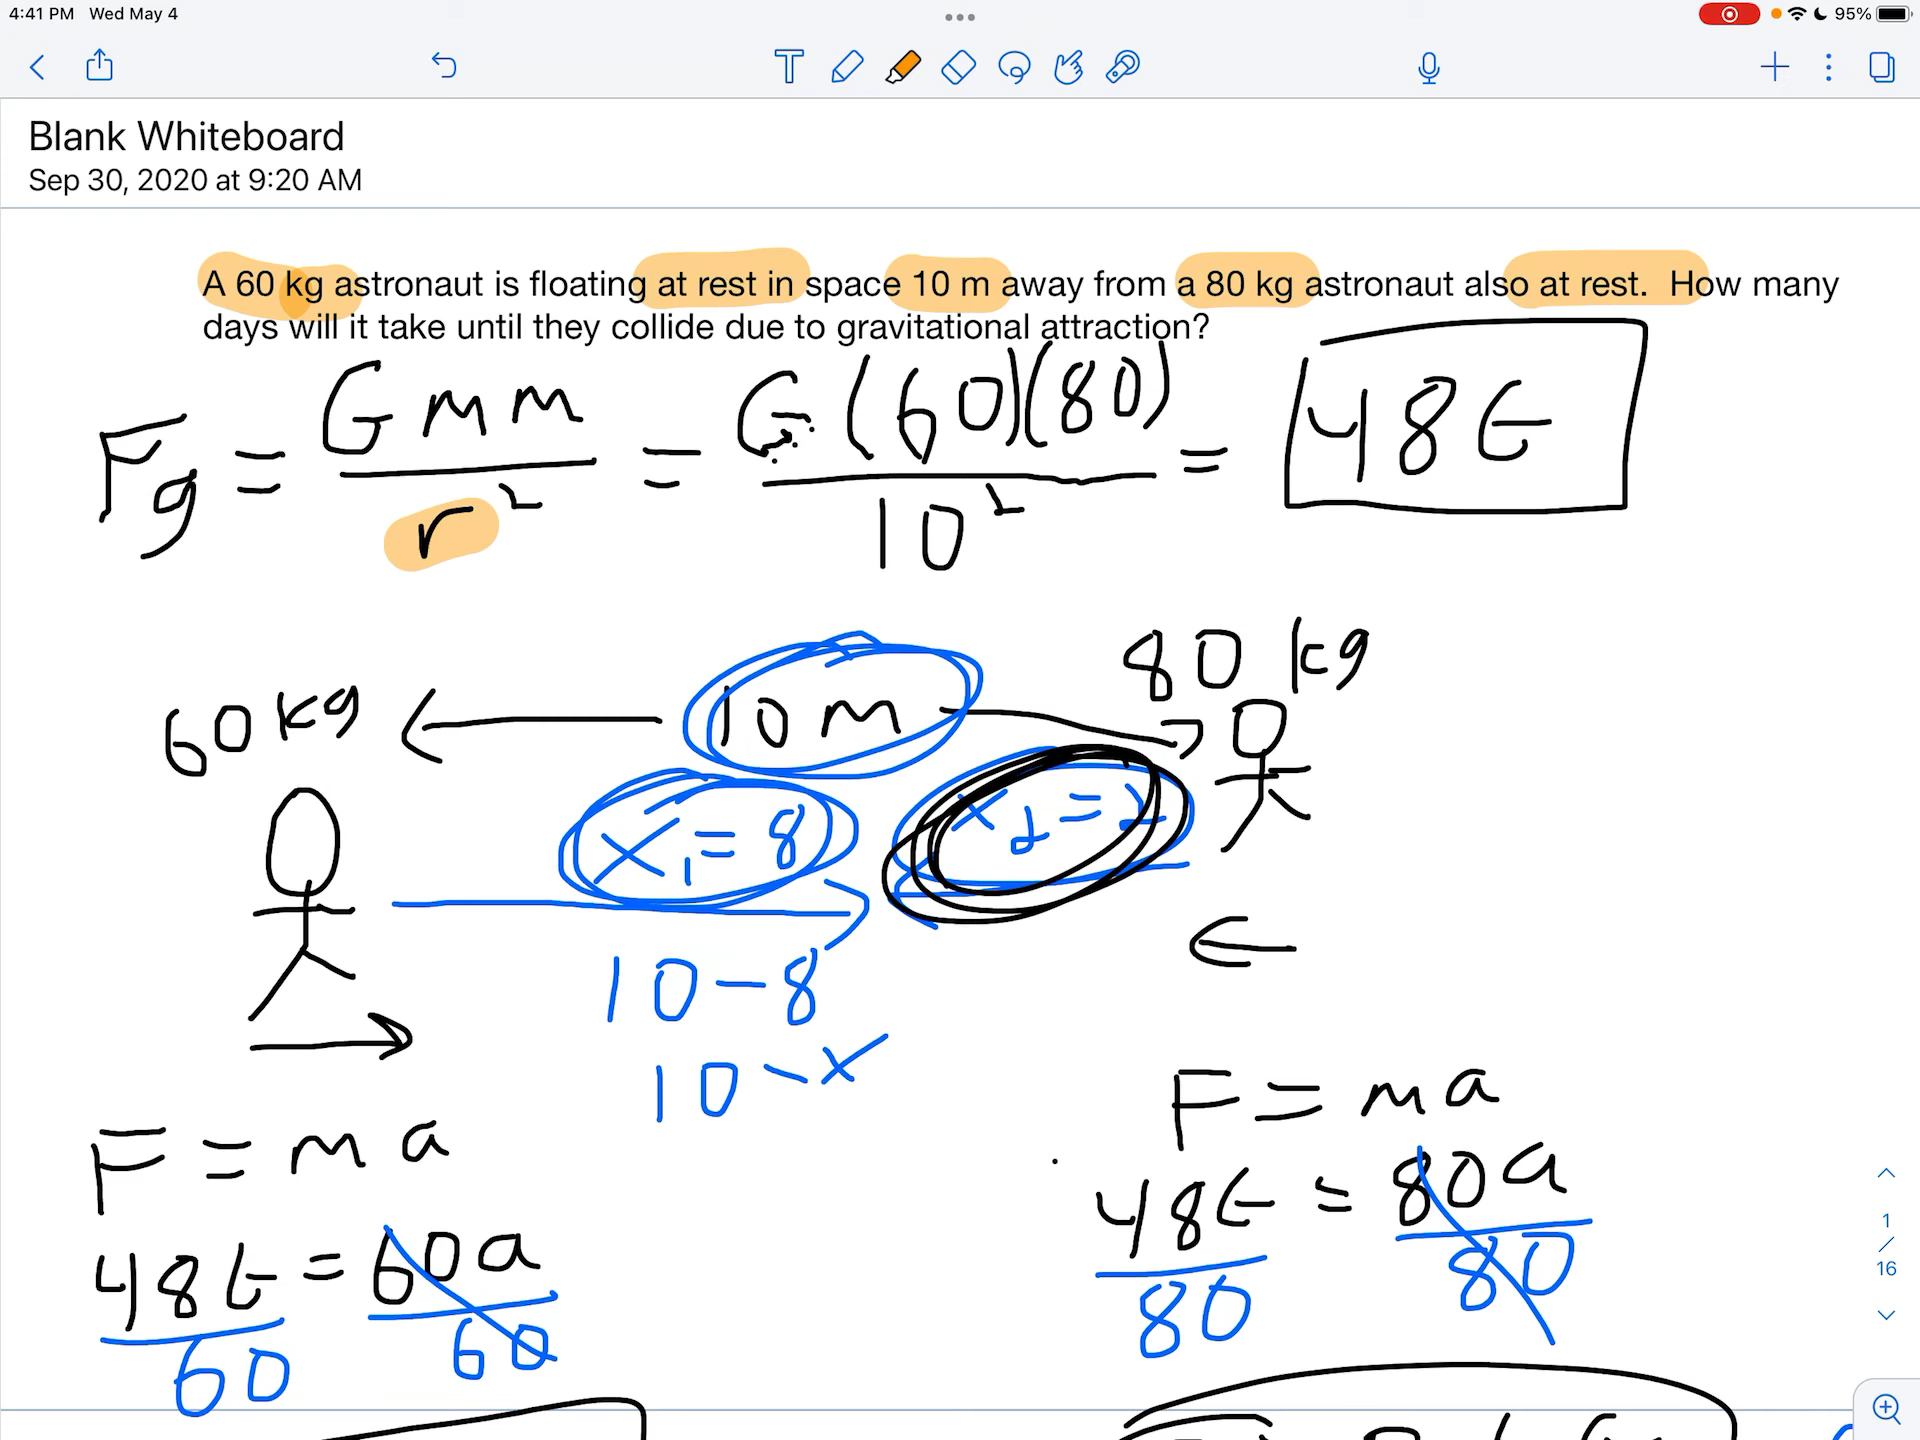 4:41 PM Wed May 4
95%
Blank Whiteboard
Sep 30, 2020 at 9:20 AM
A 60 kg astronaut is floating at rest in space 10 m away from a 80 kg astronaut also at rest. How many
days will it take until they collide due to gravitational attraction?
Fg = G m m / r² = G (60)(80) / 10² = 48G
60 kg
10 m
80 kg
x₁ = 8
x₂ = 2
10 - 8
10 - x
F = ma
48G = 60a
60 60
F = ma
48G = 80a
80 80
1
/
16